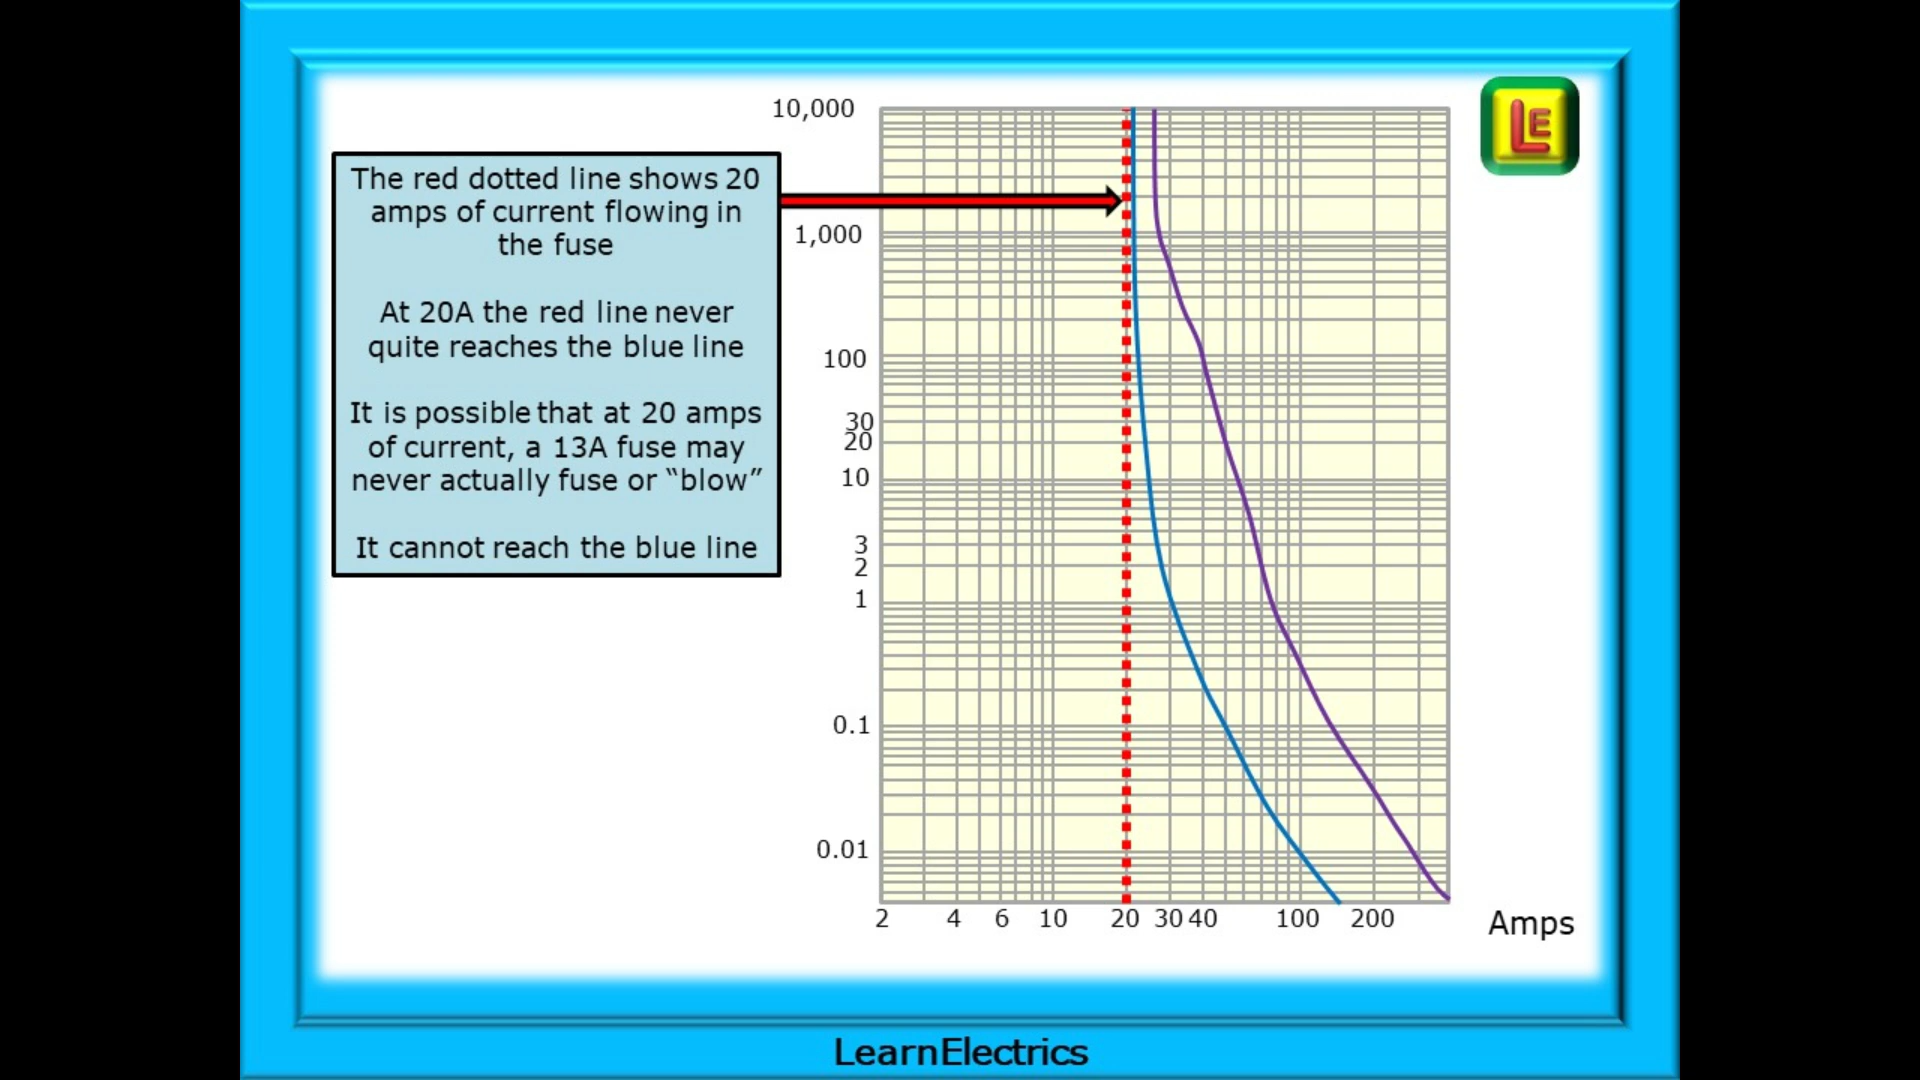 10,000
The red dotted line shows 20
amps of current flowing in
the fuse
At 20A the red line never
quite reaches the blue line
It is possible that at 20 amps
of current, a 13A fuse may
never actually fuse or “blow”
It cannot reach the blue line
LE
1,000
100
30
20
10
3
2
1
0.1
0.01
2 4 6 10 20 30 40 100 200
Amps
LearnElectrics